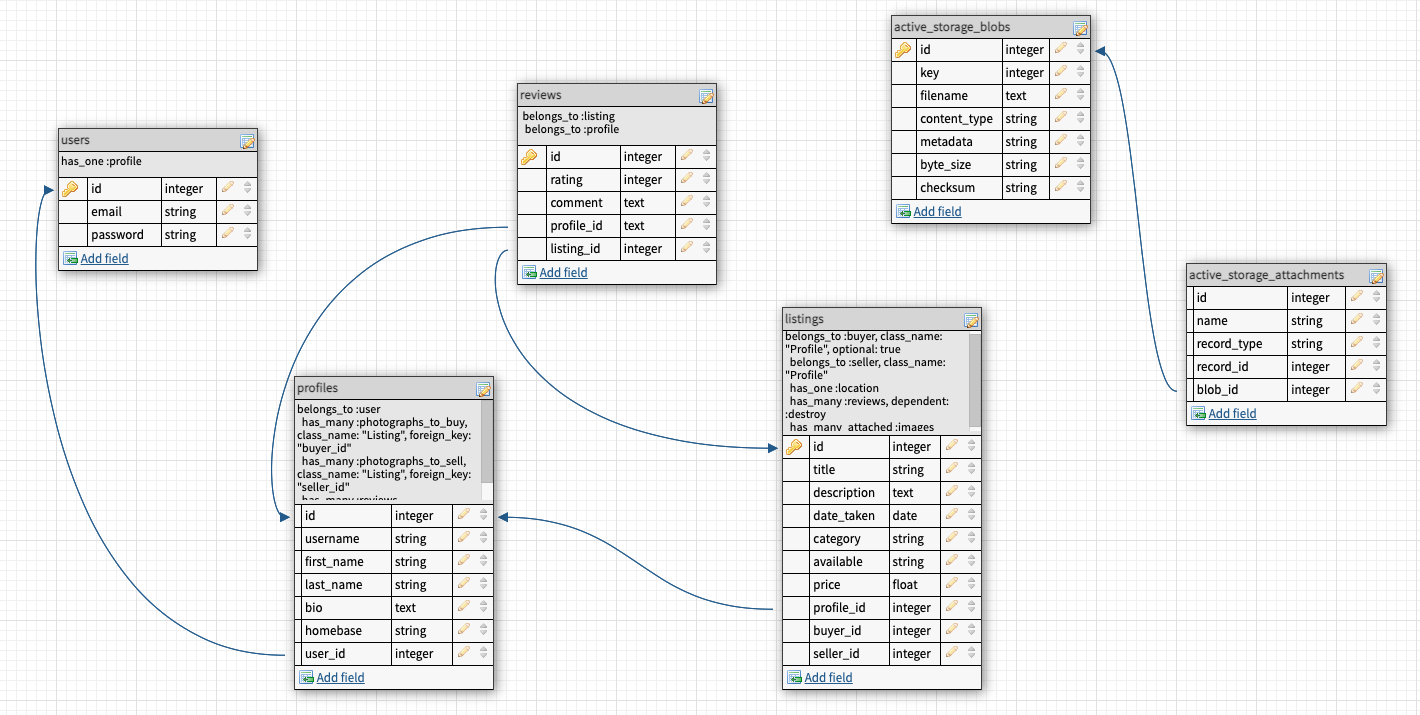 active_storage_blobs
id integer
key integer
filename text
content_type string
metadata string
byte_size string
checksum string
Add field
reviews
belongs_to :listing
belongs_to :profile
id integer
rating integer
comment text
profile_id text
listing_id integer
Add field
users
has_one :profile
id integer
email string
password string
Add field
active_storage_attachments
id integer
name string
record_type string
record_id integer
blob_id integer
Add field
listings
belongs_to :buyer, class_name:
"Profile", optional: true
belongs_to :seller, class_name:
"Profile"
has_one :location
has_many :reviews, dependent:
:destroy
has_many_attached :images
id integer
title string
description text
date_taken date
category string
available string
price float
profile_id integer
buyer_id integer
seller_id integer
Add field
profiles
belongs_to :user
has_many :photographs_to_buy,
class_name: "Listing", foreign_key:
"buyer_id"
has_many :photographs_to_sell,
class_name: "Listing", foreign_key:
"seller_id"
has_many :reviews
id integer
username string
first_name string
last_name string
bio text
homebase string
user_id integer
Add field